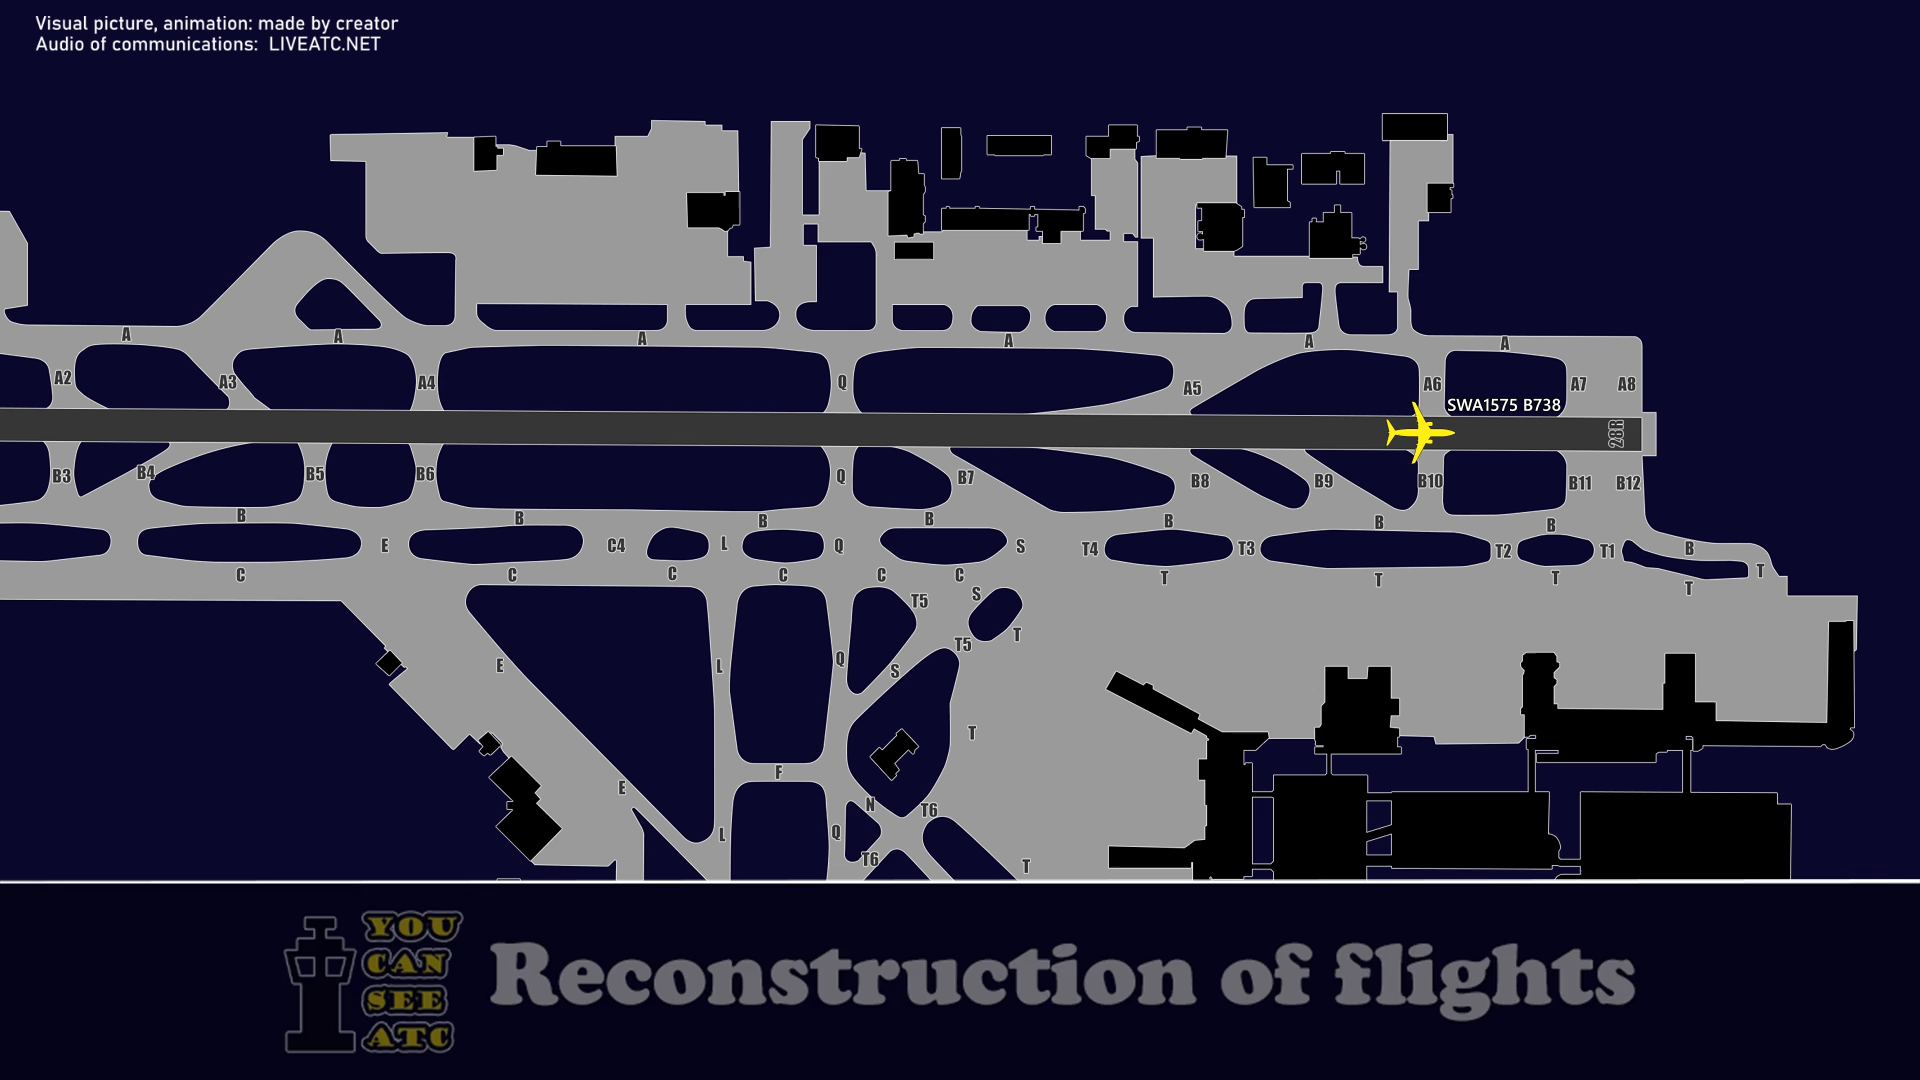 Visual picture, animation: made by creator
Audio of communications: LIVEATC.NET
A
A
A
A
A
A
A2
A3
A4
Q
A5
A6
A7
A8
SWA1575 B738
28R
B3
B4
B5
B6
Q
B7
B8
B9
B10
B11
B12
B
B
B
B
B
B
B
E
C4
L
Q
S
T4
T3
T2
T1
B
T
C
C
C
C
C
C
T
T
T
T
S
T5
T
T5
E
L
Q
S
T
F
E
N
T6
L
Q
T6
T
YOU
CAN
SEE
ATC
Reconstruction of flights